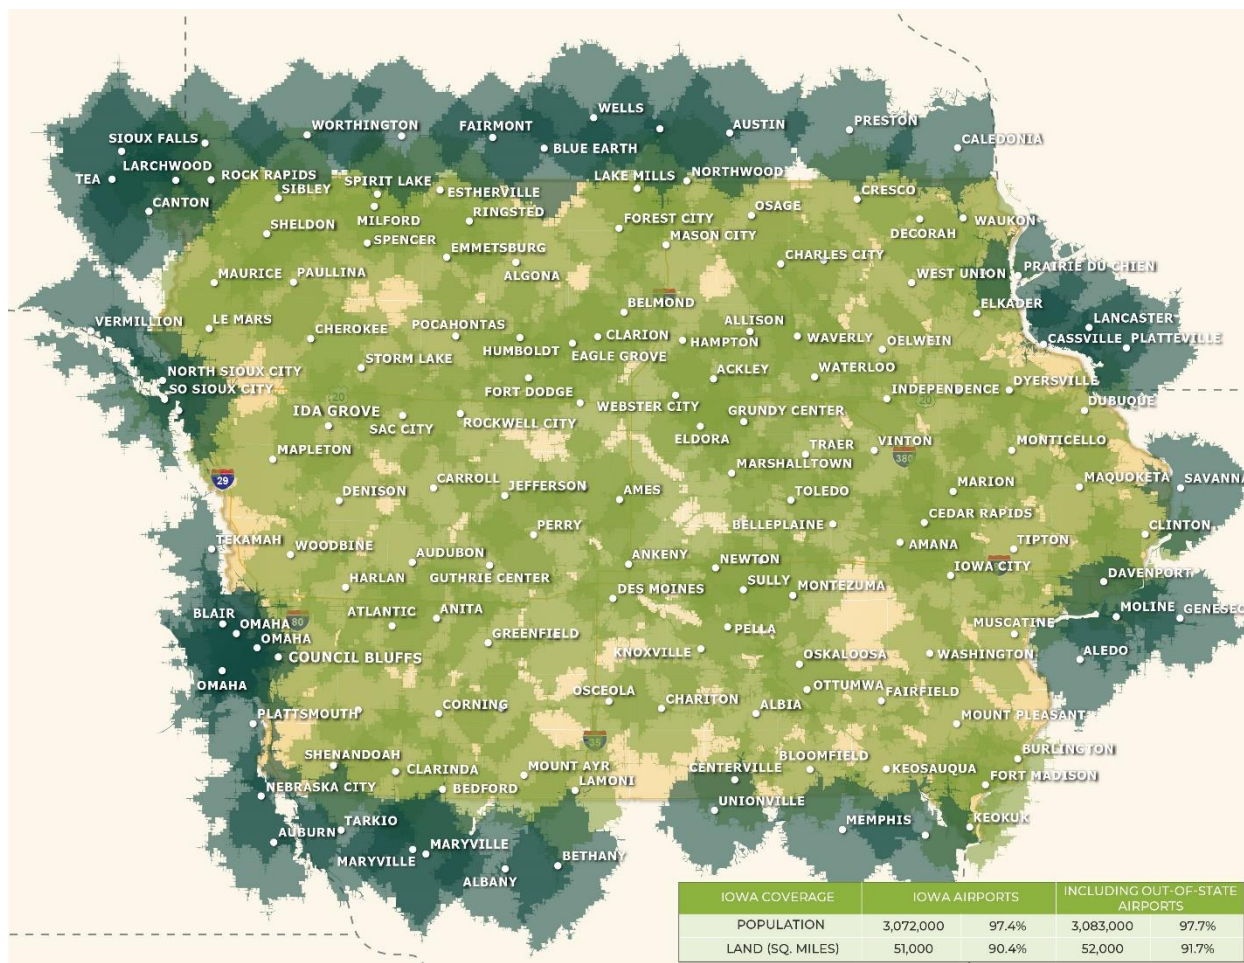 WELLS
WORTHINGTON
FAIRMONT
AUSTIN
PRESTON
SIOUX FALLS
BLUE EARTH
CALEDONIA
LARCHWOOD
TEA
ROCK RAPIDS
SIBLEY
SPIRIT LAKE
ESTHERVILLE
LAKE MILLS
NORTHWOOD
CRESCO
CANTON
MILFORD
RINGSTED
FOREST CITY
OSAGE
WAUKON
SHELDON
SPENCER
MASON CITY
DECORAH
EMMETSBURG
CHARLES CITY
MAURICE
PAULLINA
ALGONA
WEST UNION
PRAIRIE DU CHIEN
BELMOND
ELKADER
VERMILLION
LE MARS
CHEROKEE
POCAHONTAS
CLARION
ALLISON
LANCASTER
HUMBOLDT
EAGLE GROVE
HAMPTON
WAVERLY
OELWEIN
CASSVILLE
PLATTEVILLE
STORM LAKE
NORTH SIOUX CITY
ACKLEY
WATERLOO
SO SIOUX CITY
FORT DODGE
INDEPENDENCE
DYERSVILLE
20
20
WEBSTER CITY
DUBUQUE
IDA GROVE
GRUNDY CENTER
SAC CITY
ROCKWELL CITY
ELDORA
TRAER
VINTON
MONTICELLO
MAPLETON
380
MARSHALLTOWN
29
CARROLL
JEFFERSON
MARION
MAQUOKETA
SAVANNA
DENISON
AMES
TOLEDO
CEDAR RAPIDS
PERRY
BELLEPLAINE
CLINTON
TEKAMAH
WOODBINE
AUDUBON
ANKENY
NEWTON
AMANA
TIPTON
HARLAN
GUTHRIE CENTER
IOWA CITY
DES MOINES
SULLY
MONTEZUMA
DAVENPORT
BLAIR
ATLANTIC
ANITA
MOLINE
GENESEO
80
OMAHA
GREENFIELD
PELLA
MUSCATINE
OMAHA
COUNCIL BLUFFS
KNOXVILLE
OSKALOOSA
WASHINGTON
ALEDO
OMAHA
OSCEOLA
OTTUMWA
FAIRFIELD
CHARITON
PLATTSMOUTH
CORNING
ALBIA
MOUNT PLEASANT
35
SHENANDOAH
BURLINGTON
CLARINDA
MOUNT AYR
CENTERVILLE
BLOOMFIELD
KEOSAUQUA
FORT MADISON
NEBRASKA CITY
BEDFORD
LAMONI
UNIONVILLE
TARKIO
MEMPHIS
KEOKUK
AUBURN
MARYVILLE
MARYVILLE
BETHANY
ALBANY
IOWA COVERAGE IOWA AIRPORTS INCLUDING OUT-OF-STATE
AIRPORTS
POPULATION 3,072,000 97.4% 3,083,000 97.7%
LAND (SQ. MILES) 51,000 90.4% 52,000 91.7%